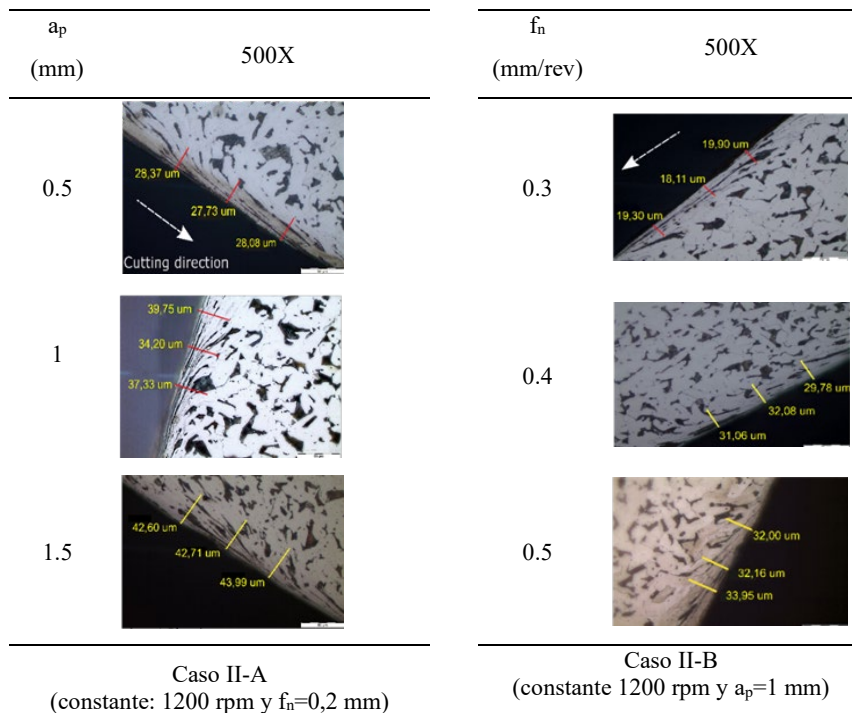 aₚ
(mm)
500X
0.5
28,37 um
27,73 um
28,08 um
Cutting direction
1
39,75 um
34,20 um
37,33 um
1.5
42,60 um
42,71 um
43,99 um
Caso II-A
(constante: 1200 rpm y fₙ=0,2 mm)
fₙ
(mm/rev)
500X
0.3
19,90 um
18,11 um
19,30 um
0.4
29,78 um
32,08 um
31,06 um
0.5
32,00 um
32,16 um
33,95 um
Caso II-B
(constante 1200 rpm y aₚ=1 mm)